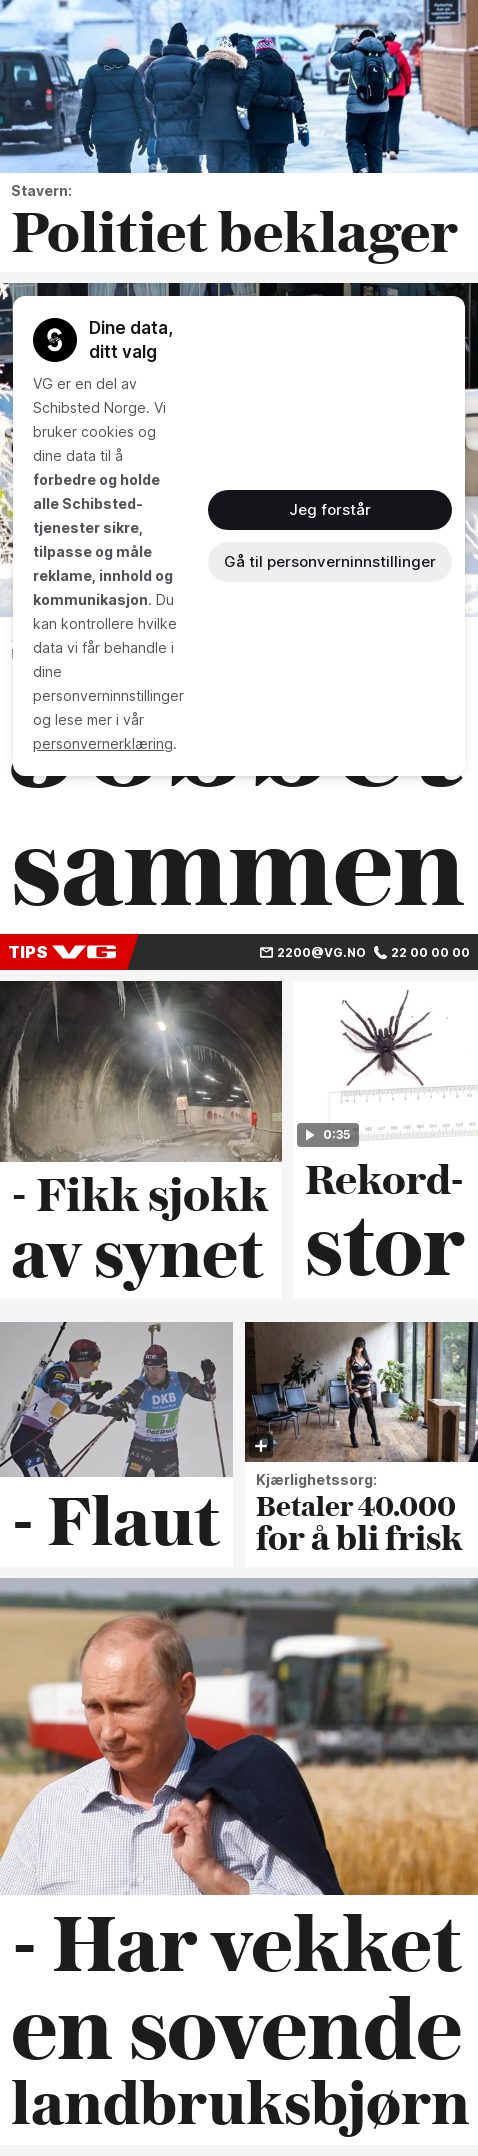 Stavern:
Politiet beklager
Dine data,
ditt valg
VG er en del av
Schibsted Norge. Vi
bruker cookies og
dine data til å
forbedre og holde
alle Schibsted-
tjenester sikre,
tilpasse og måle
reklame, innhold og
kommunikasjon. Du
kan kontrollere hvilke
data vi får behandle i
dine
personverninnstillinger
og lese mer i vår
personvernerklæring.
Jeg forstår
Gå til personverninnstillinger
sammen
TIPS VG 2200@VG.NO 22 00 00 00
- Fikk sjokk
av synet
0:35
Rekord-
stor
DKB
- Flaut
Kjærlighetssorg:
Betaler 40.000
for å bli frisk
- Har vekket
en sovende
landbruksbjørn